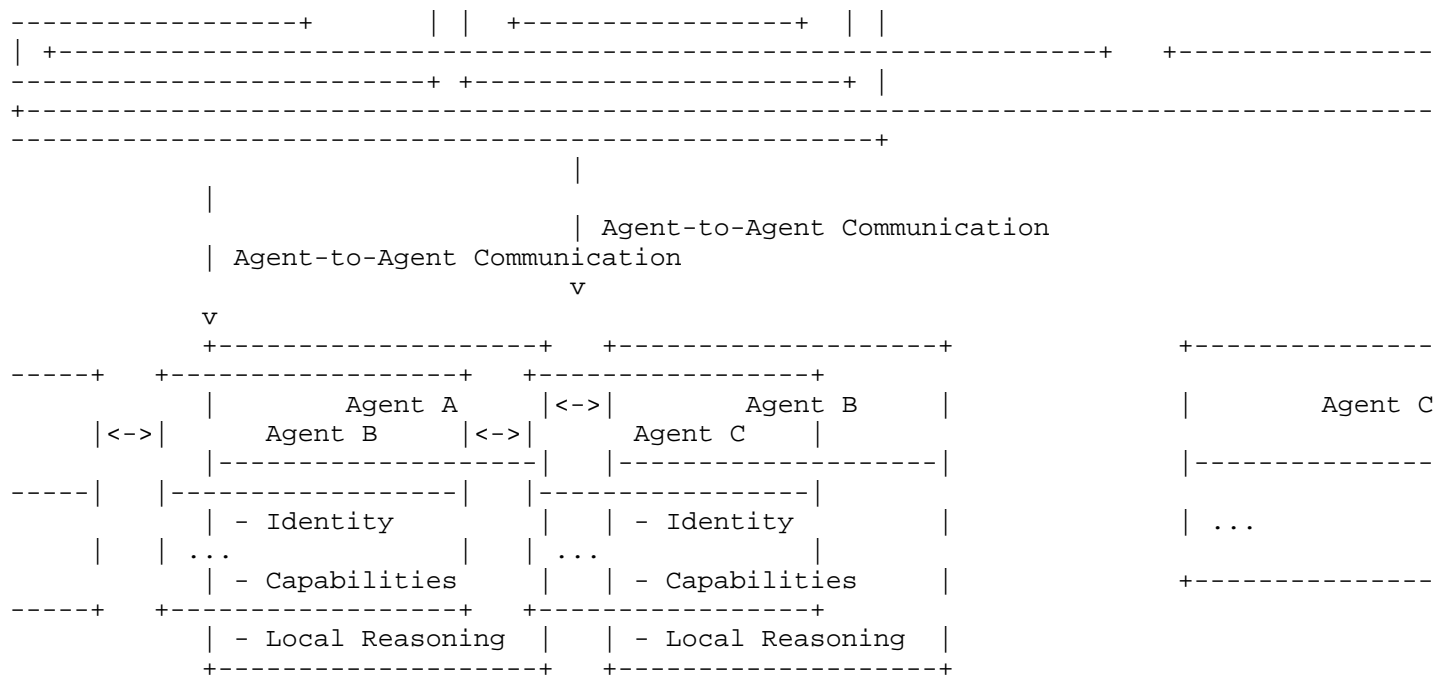 ------------------+       | |  +-----------------+  | |
| +-----------------------------------------------------------------+   +----------------
--------------------------+ +-----------------------+ |
+----------------------------------------------------------------------------------------
------------------------------------------------------+
|
|
| Agent-to-Agent Communication
| Agent-to-Agent Communication
v
v
+--------------------+   +--------------------+               +---------------
-----+   +------------------+   +-----------------+
|        Agent A     |<->|        Agent B     |               |        Agent C
|<->|      Agent B     |<->|      Agent C    |
|--------------------|   |--------------------|               |---------------
-----|   |------------------|   |-----------------|
| - Identity         |   | - Identity         |               | ...
|   | ...              |   | ...             |
| - Capabilities     |   | - Capabilities     |               +---------------
-----+   +------------------+   +-----------------+
| - Local Reasoning  |   | - Local Reasoning  |
+--------------------+   +--------------------+